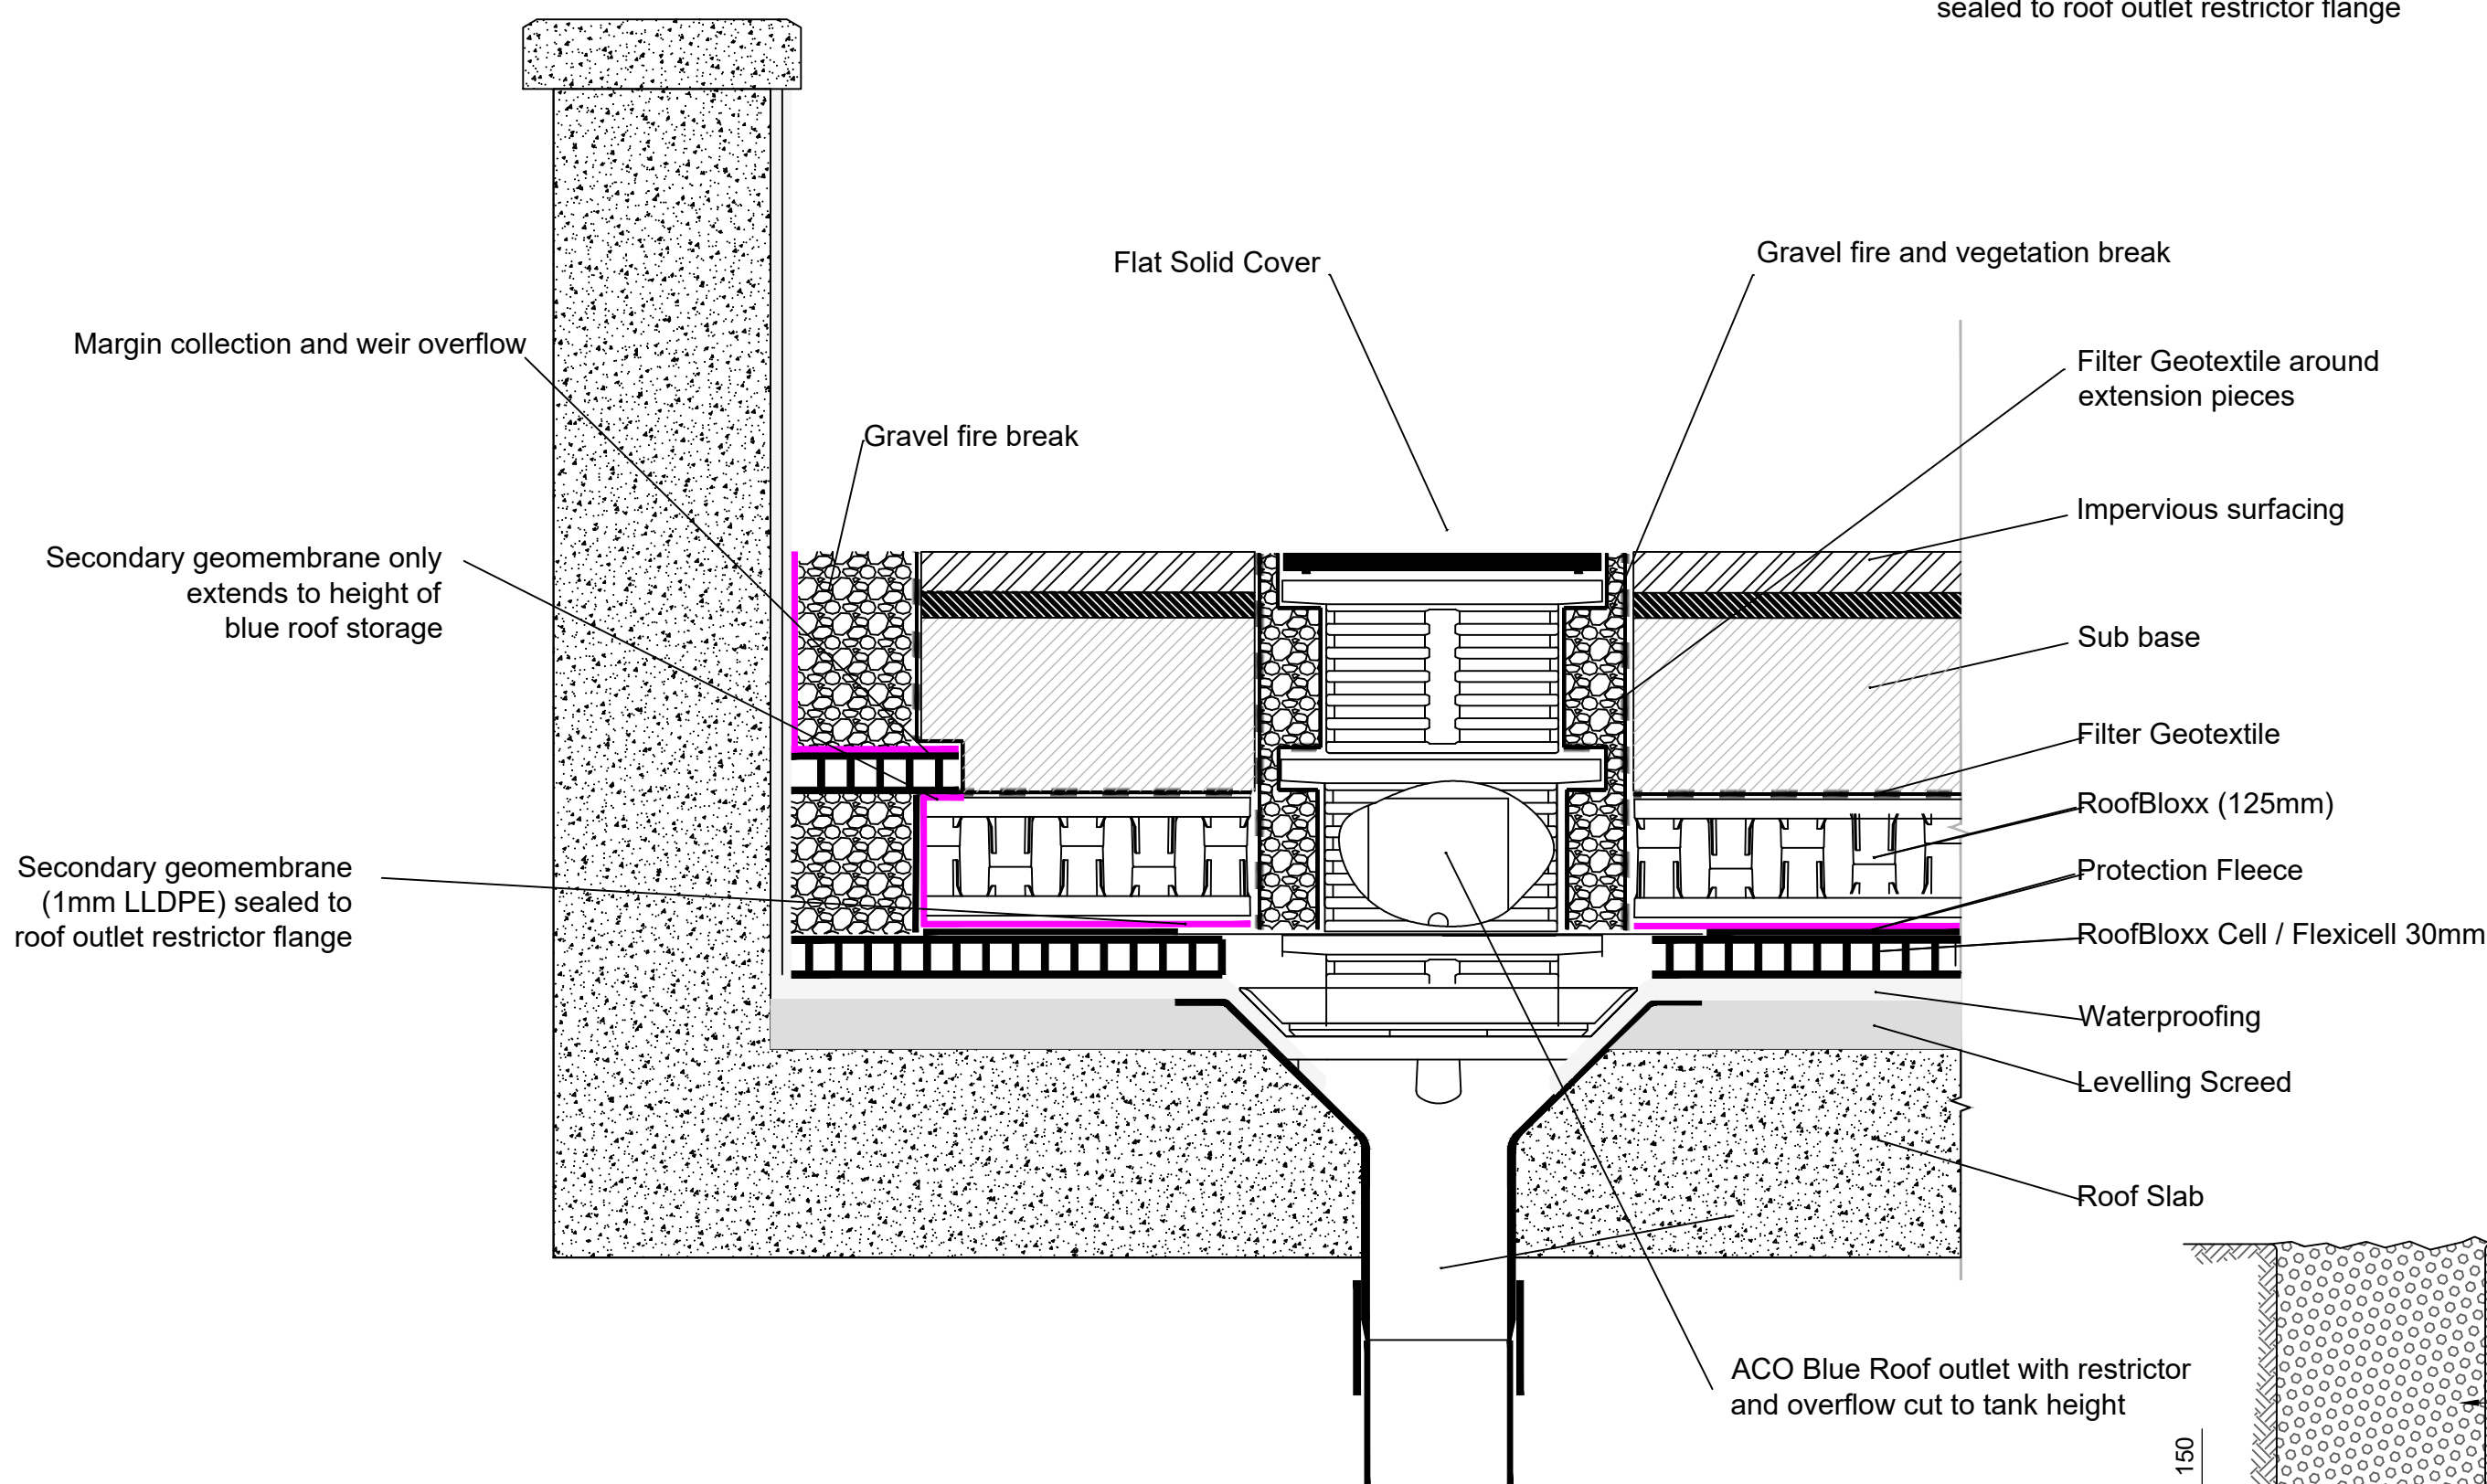 sealed to roof outlet restrictor flange
Flat Solid Cover
Gravel fire and vegetation break
Margin collection and weir overflow
Filter Geotextile around
extension pieces
Gravel fire break
Impervious surfacing
Secondary geomembrane only
extends to height of
blue roof storage
Sub base
Filter Geotextile
RoofBloxx (125mm)
Secondary geomembrane
(1mm LLDPE) sealed to
roof outlet restrictor flange
Protection Fleece
RoofBloxx Cell / Flexicell 30mm
Waterproofing
Levelling Screed
Roof Slab
ACO Blue Roof outlet with restrictor
and overflow cut to tank height
150